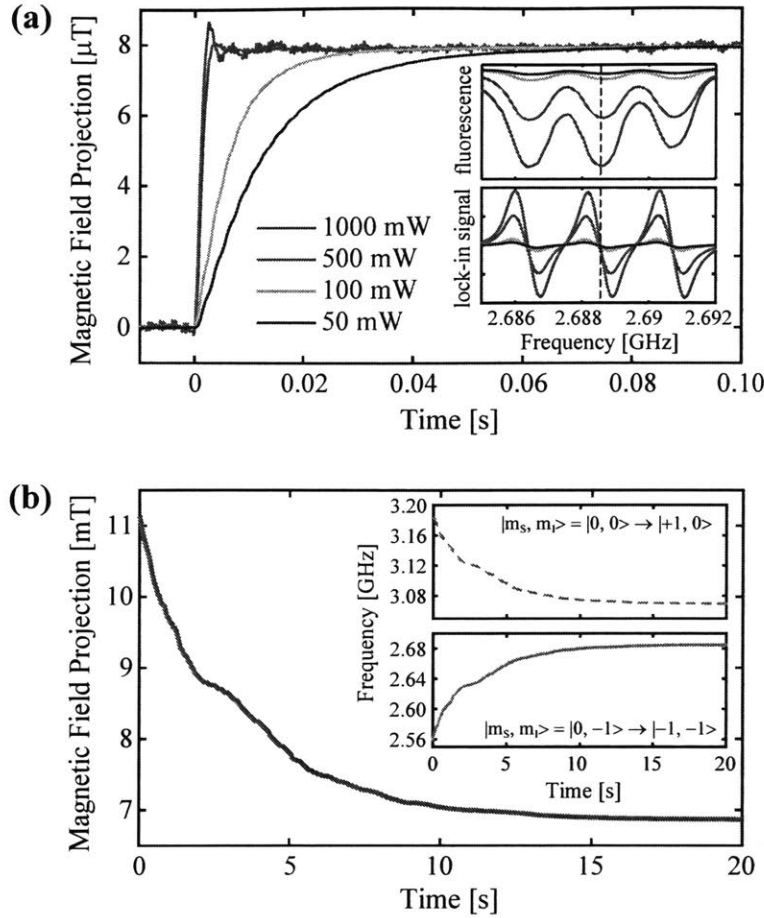 (a)
Magnetic Field Projection [μT]
8
6
4
2
0
0
0.02
0.04
0.06
0.08
0.10
Time [s]
1000 mW
500 mW
100 mW
50 mW
fluorescence
lock-in signal
2.686
2.688
2.69
2.692
Frequency [GHz]
(b)
Magnetic Field Projection [mT]
11
10
9
8
7
0
5
10
15
20
Time [s]
Frequency [GHz]
3.20
3.16
3.12
3.08
|mS, mI> = |0, 0> → |+1, 0>
2.68
2.64
2.60
2.56
|mS, mI> = |0, −1> → |−1, −1>
0
5
10
15
20
Time [s]